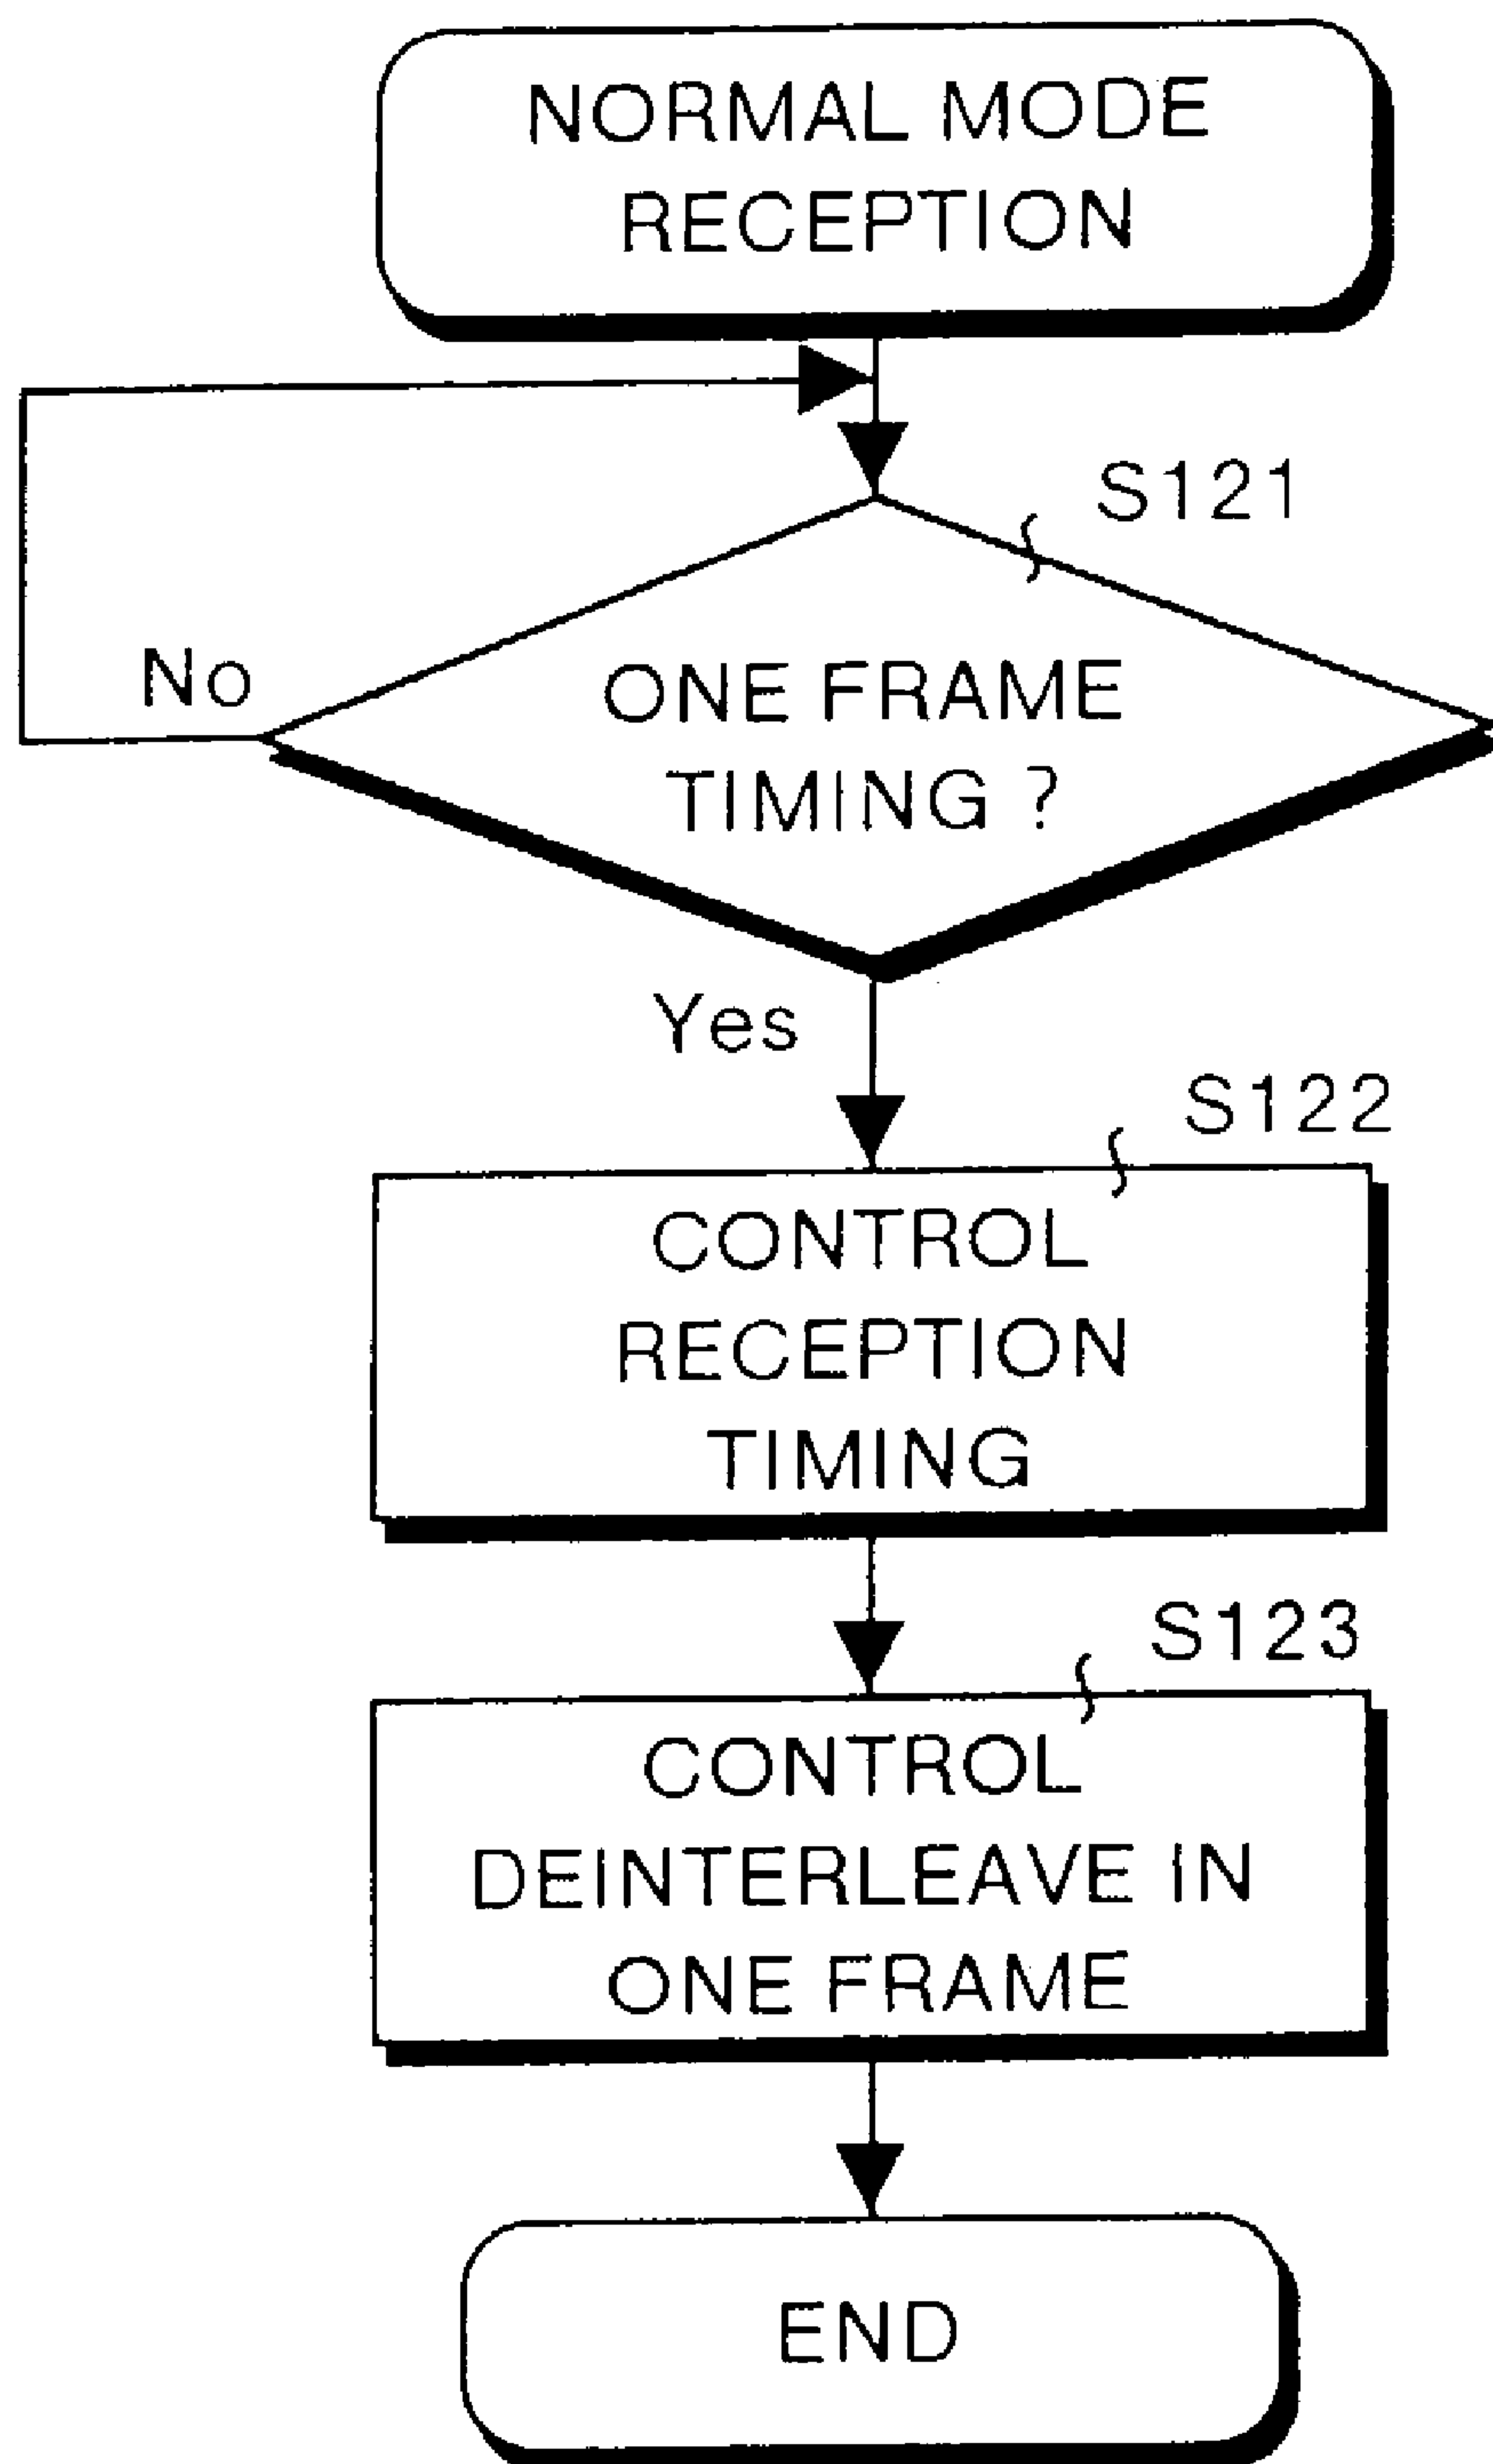 NORMAL MODE
RECEPTION
S121
No
ONE FRAME
TIMING ?
Yes
S122
CONTROL
RECEPTION
TIMING
S123
CONTROL
DEINTERLEAVE IN
ONE FRAME
END